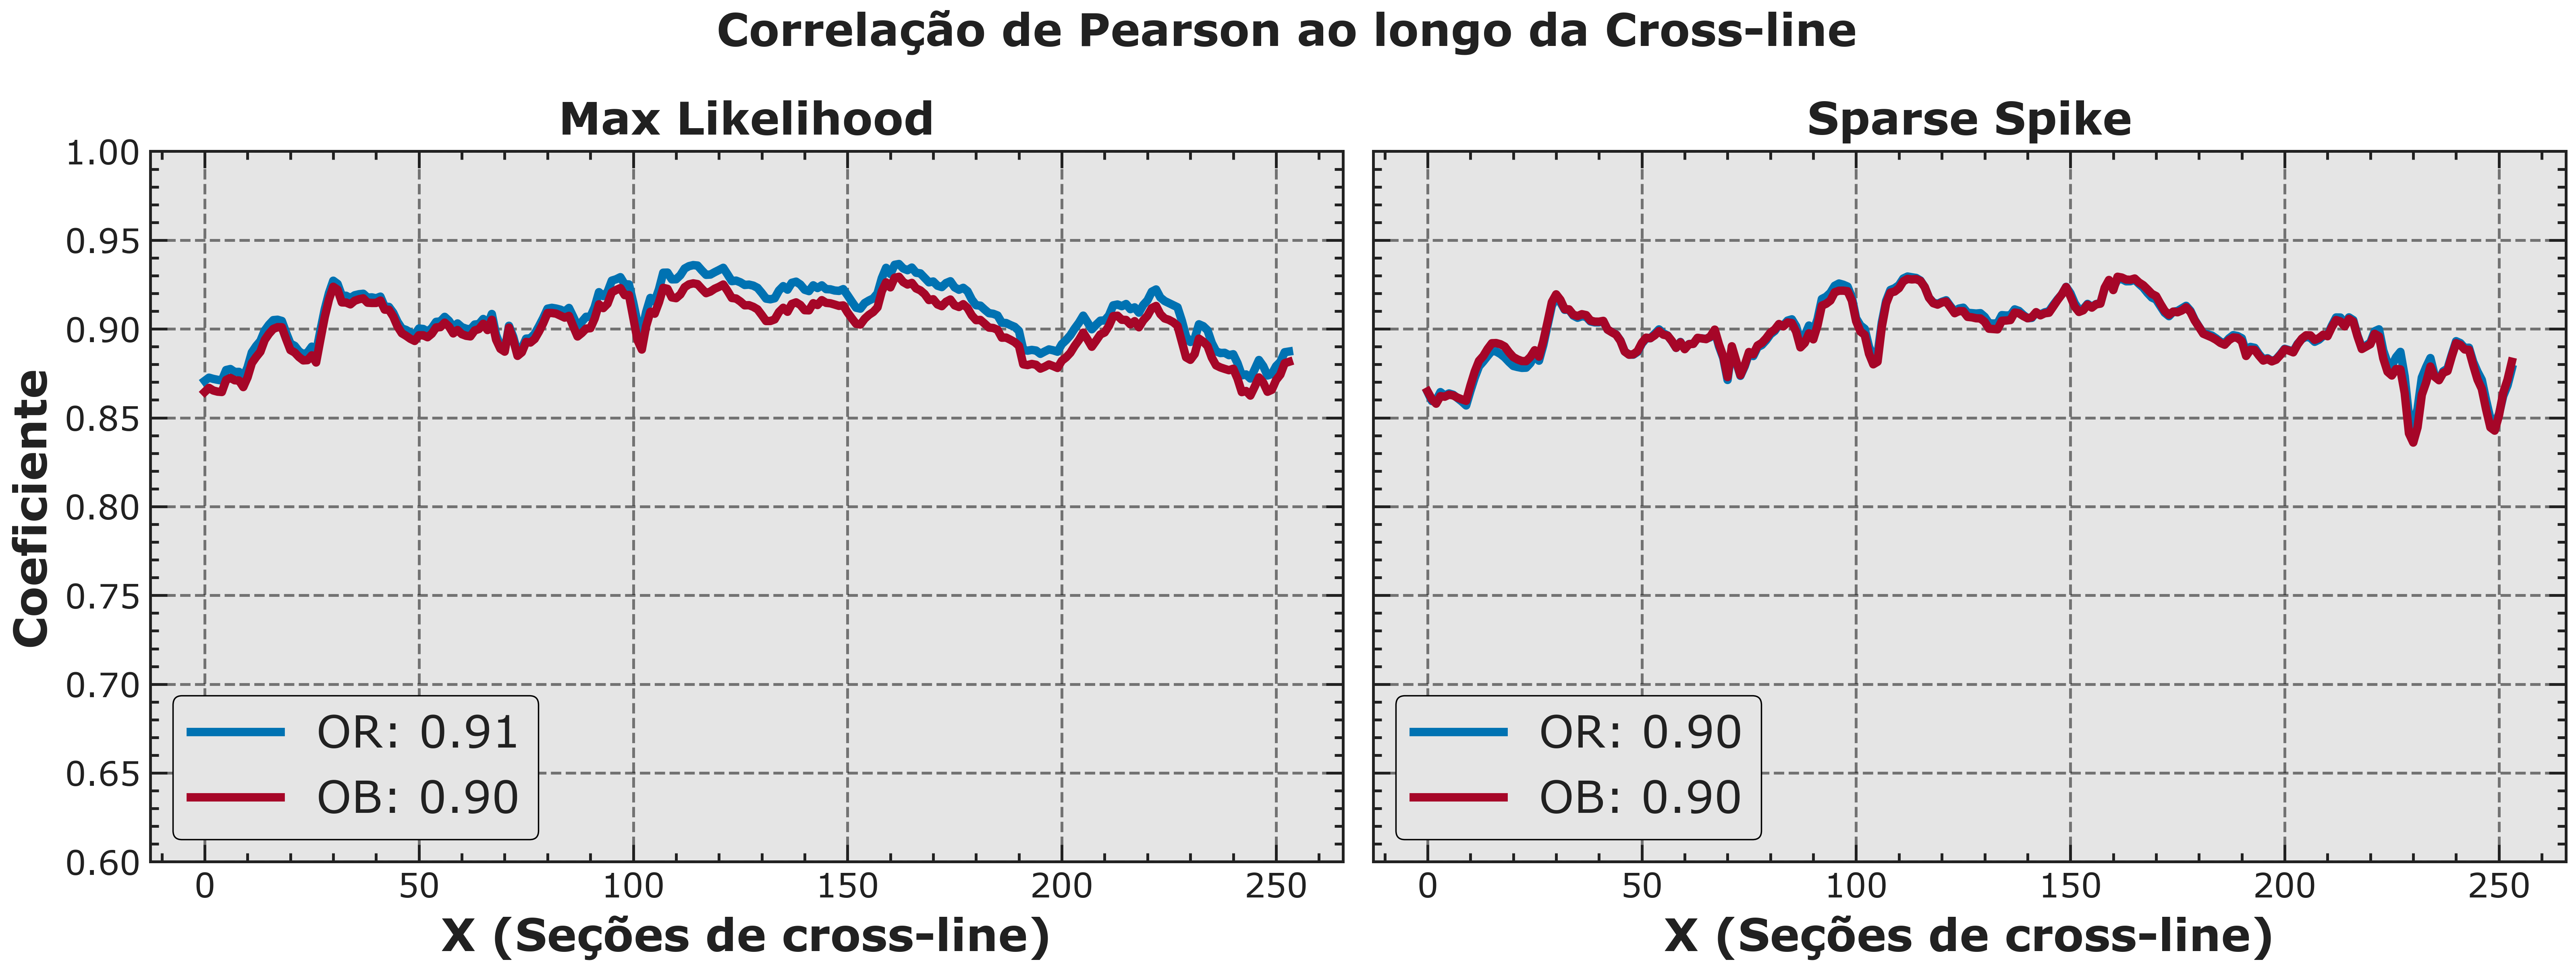 Correlação de Pearson ao longo da Cross-line
Max Likelihood
Sparse Spike
Coeficiente
1.00
0.95
0.90
0.85
0.80
0.75
0.70
0.65
0.60
OR: 0.91
OB: 0.90
OR: 0.90
OB: 0.90
0 50 100 150 200 250
0 50 100 150 200 250
X (Seções de cross-line)
X (Seções de cross-line)